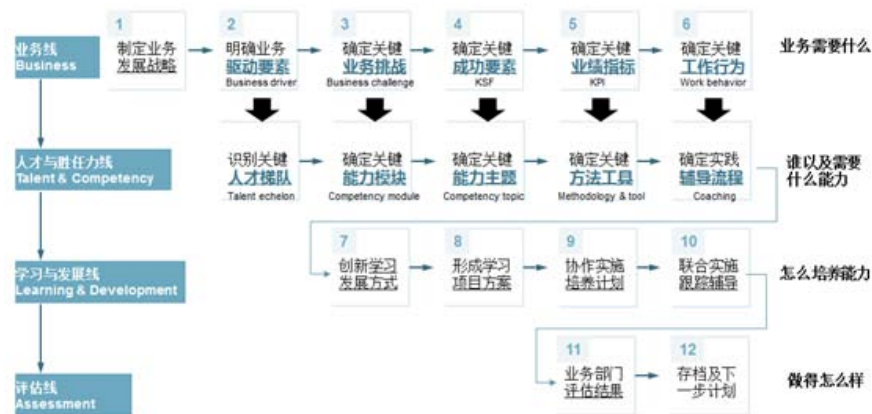 1
2
3
4
5
6
业务线
Business
制定业务
发展战略
明确业务
驱动要素
Business driver
确定关键
业务挑战
Business challenge
确定关键
成功要素
KSF
确定关键
业绩指标
KPI
确定关键
工作行为
Work behavior
业务需要什么
人才与胜任力线
Talent & Competency
识别关键
人才梯队
Talent echelon
确定关键
能力模块
Competency module
确定关键
能力主题
Competency topic
确定关键
方法工具
Methodology & tool
确定实践
辅导流程
Coaching
谁以及需要
什么能力
学习与发展线
Learning & Development
7
创新学习
发展方式
8
形成学习
项目方案
9
协作实施
培养计划
10
联合实施
跟踪辅导
怎么培养能力
评估线
Assessment
11
业务部门
评估结果
12
存档及下
一步计划
做得怎么样